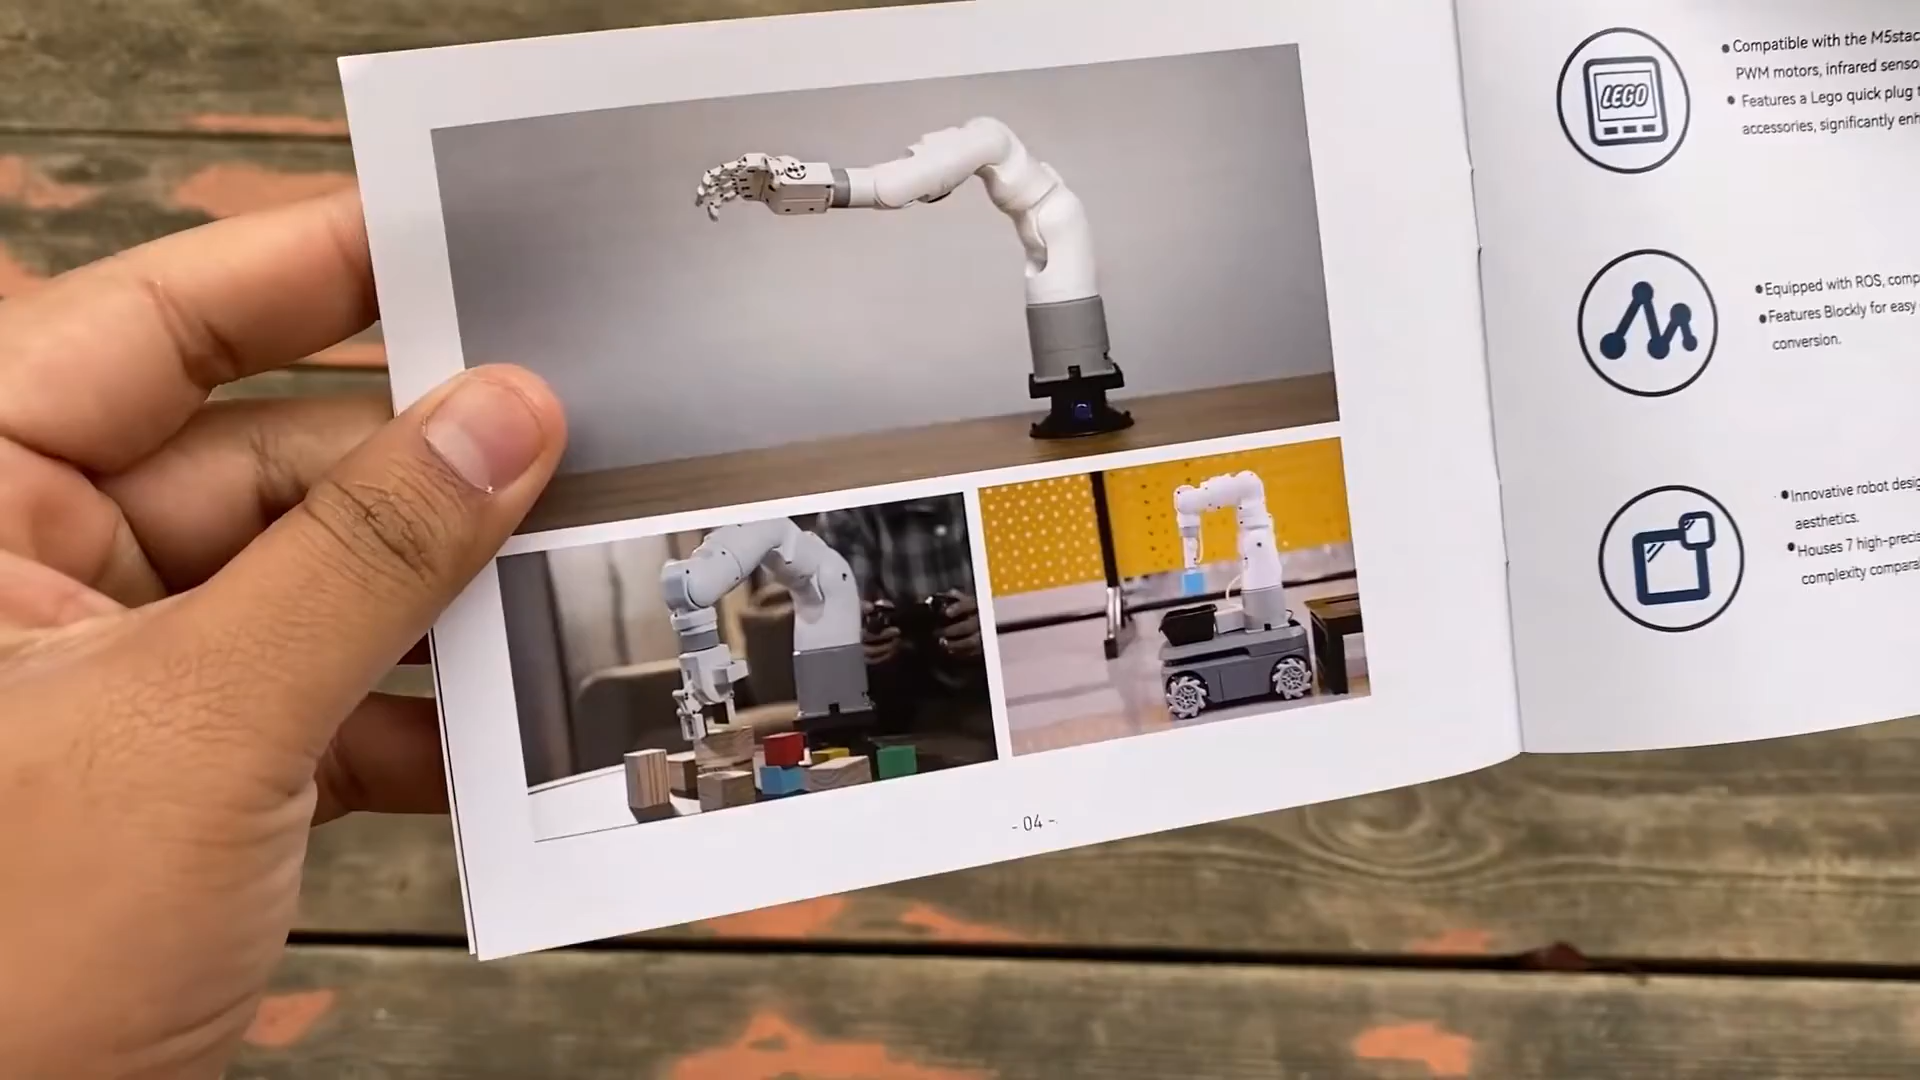 - 04 -
LEGO
Compatible with the M5stac
PWM motors, infrared senso
Features a Lego quick plug
accessories, significantly enh
Equipped with ROS, comp
Features Blockly for easy
conversion.
Innovative robot desig
aesthetics.
Houses 7 high-precis
complexity compara